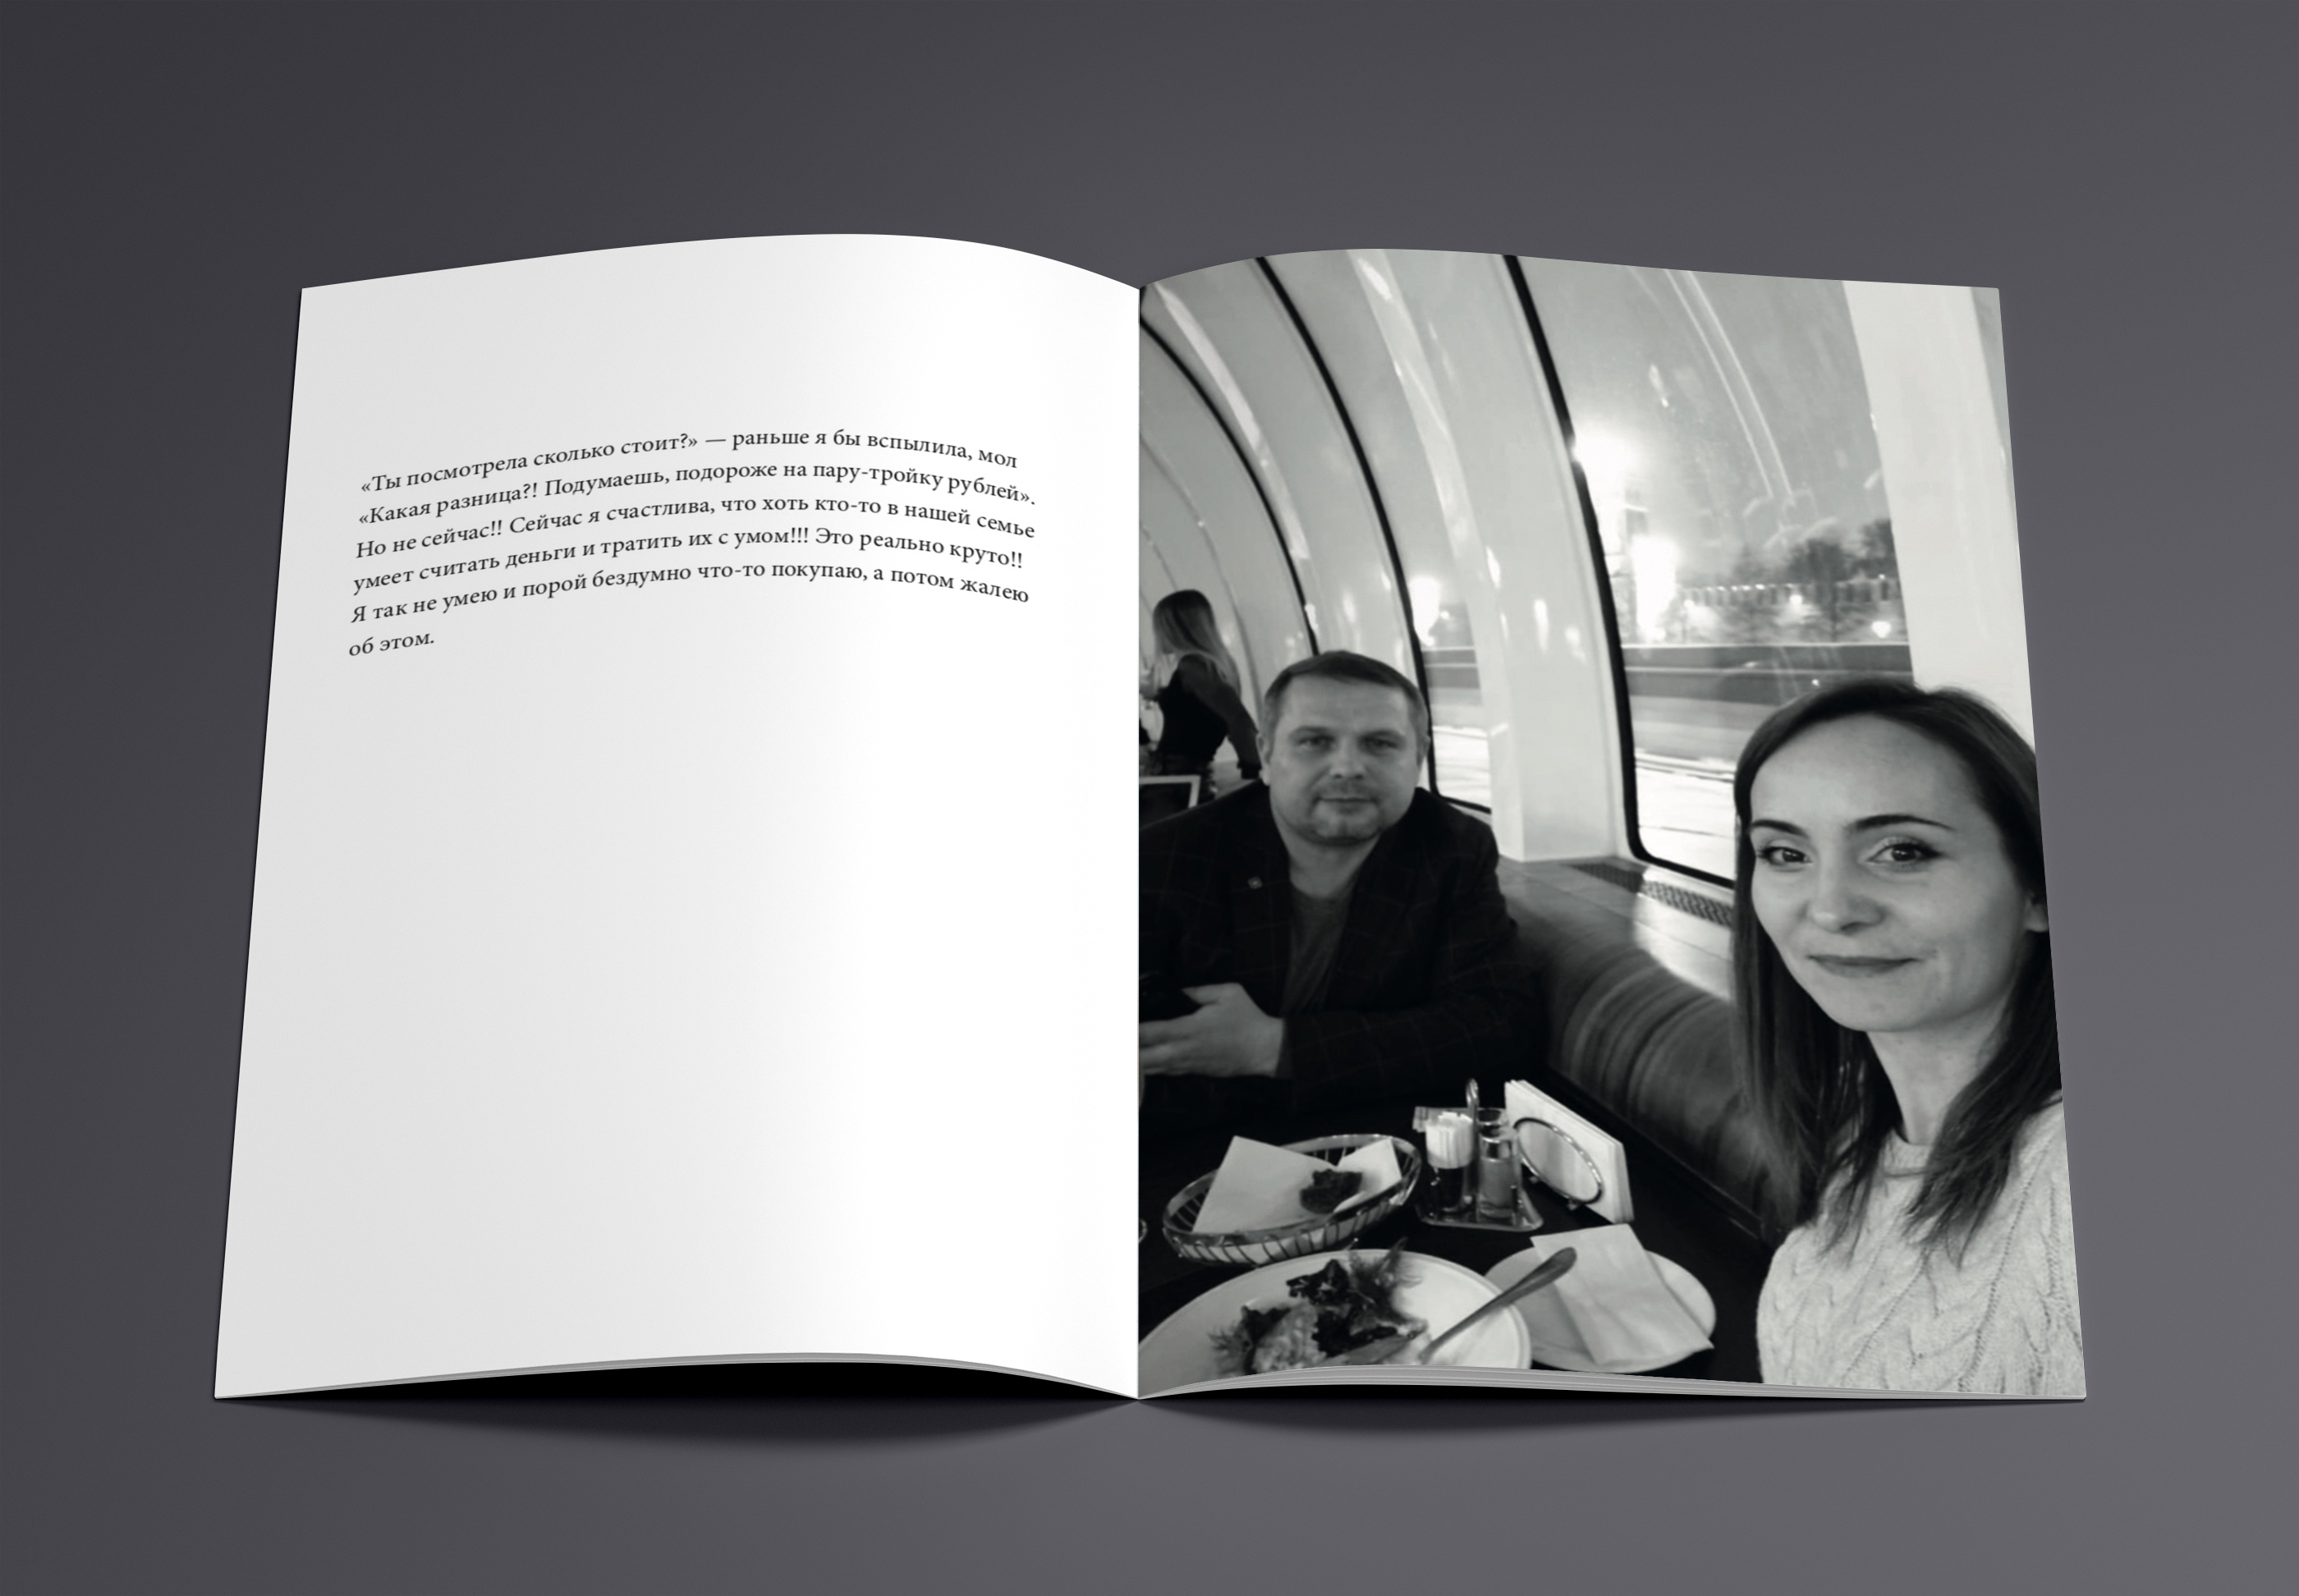 «Ты посмотрела сколько стоит?» — раньше я бы вспылила, мол
«Какая разница?! Подумаешь, подороже на пару-тройку рублей».
Но не сейчас!! Сейчас я счастлива, что хоть кто-то в нашей семье
умеет считать деньги и тратить их с умом!!! Это реально круто!!
Я так не умею и порой бездумно что-то покупаю, а потом жалею
об этом.